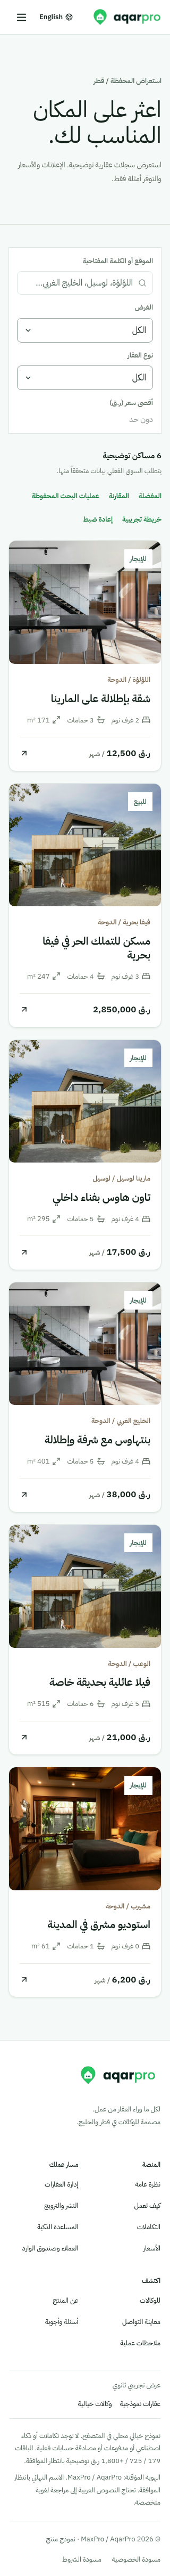 aqarpro
English
استعراض المحفظة / قطر
اعثر على المكان
المناسب لك.
استعرض سجلات عقارية نموذجية. الإعلانات والأسعار
والتوفر أمثلة فقط.
الموقع أو الكلمة المفتاحية
اللؤلؤة، لوسيل، الخليج الغربي...
الغرض
الكل
نوع العقار
الكل
أقصى سعر (ر.ق)
دون حد
6 مساكن توضيحية
يتطلب السوق الفعلي بيانات متحققاً منها.
المفضلة
المقارنة
عمليات البحث المحفوظة
خريطة تجريبية
إعادة ضبط
للإيجار
اللؤلؤة / الدوحة
شقة بإطلالة على المارينا
2 غرف نوم
3 حمامات
171 m²
ر.ق 12,500 / شهر
للبيع
فيفا بحرية / الدوحة
مسكن للتملك الحر في فيفا
بحرية
3 غرف نوم
4 حمامات
247 m²
ر.ق 2,850,000
للإيجار
مارينا لوسيل / لوسيل
تاون هاوس بفناء داخلي
4 غرف نوم
5 حمامات
295 m²
ر.ق 17,500 / شهر
للإيجار
الخليج الغربي / الدوحة
بنتهاوس مع شرفة وإطلالة
4 غرف نوم
5 حمامات
401 m²
ر.ق 38,000 / شهر
للإيجار
الوعب / الدوحة
فيلا عائلية بحديقة خاصة
5 غرف نوم
6 حمامات
515 m²
ر.ق 21,000 / شهر
للإيجار
مشيرب / الدوحة
استوديو مشرق في المدينة
0 غرف نوم
1 حمامات
61 m²
ر.ق 6,200 / شهر
aqarpro
لكل ما وراء العقار من عمل.
مصممة للوكالات في قطر والخليج.
المنصة
نظرة عامة
كيف نعمل
التكاملات
الأسعار
مسار عملك
إدارة العقارات
النشر والترويج
المساعدة الذكية
العملاء وصندوق الوارد
اكتشف
للوكالات
معاينة التواصل
ملاحظات عملية
عن المنتج
أسئلة وأجوبة
عرض تجريبي ثانوي
عقارات نموذجية
وكالات خيالية
نموذج خيالي محلي في المتصفح. لا توجد تكاملات أو ذكاء
اصطناعي أو مدفوعات أو مصادقة حسابات فعلية. الباقات
179 / 725 / +1,800 ر.ق توضيحية بانتظار الموافقة.
الهوية المؤقتة: MaxPro / AqarPro. الاسم النهائي بانتظار
الموافقة. تحتاج النصوص العربية إلى مراجعة لغوية
متخصصة.
© 2026 MaxPro / AqarPro · نموذج منتج
مسودة الخصوصية
مسودة الشروط